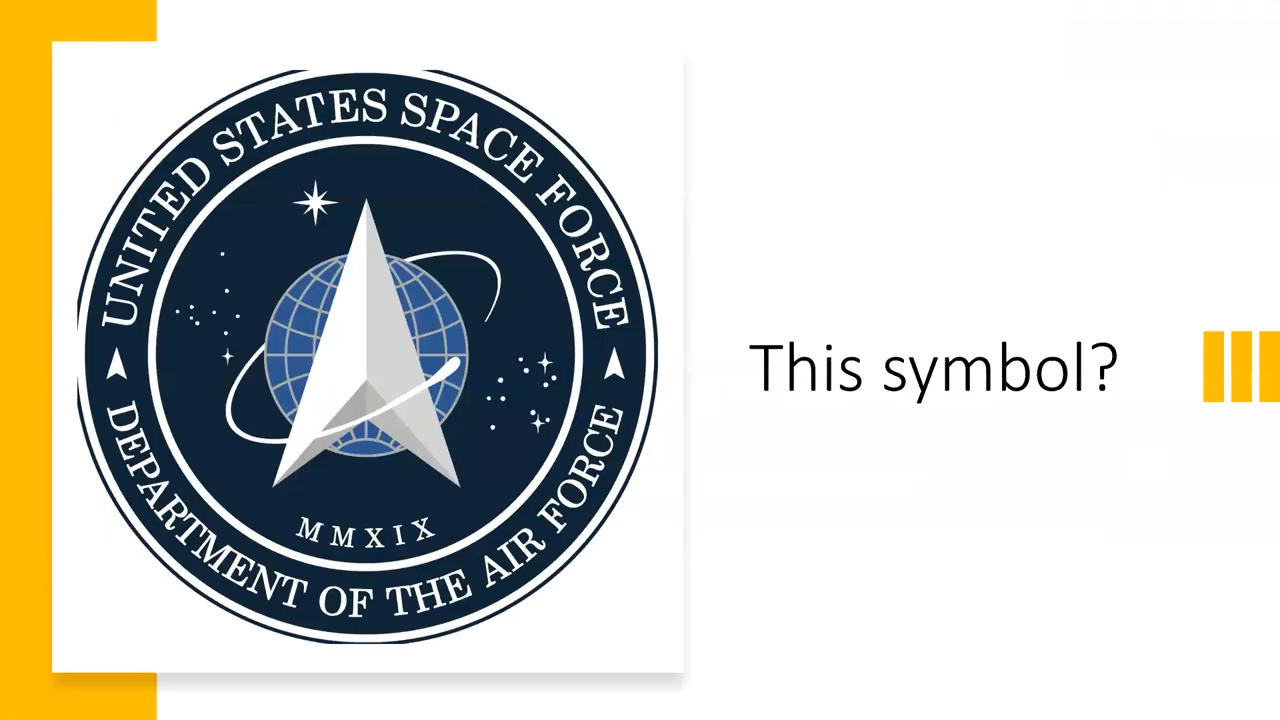 UNITED STATES SPACE FORCE
MMXIX
DEPARTMENT OF THE AIR FORCE
This symbol?